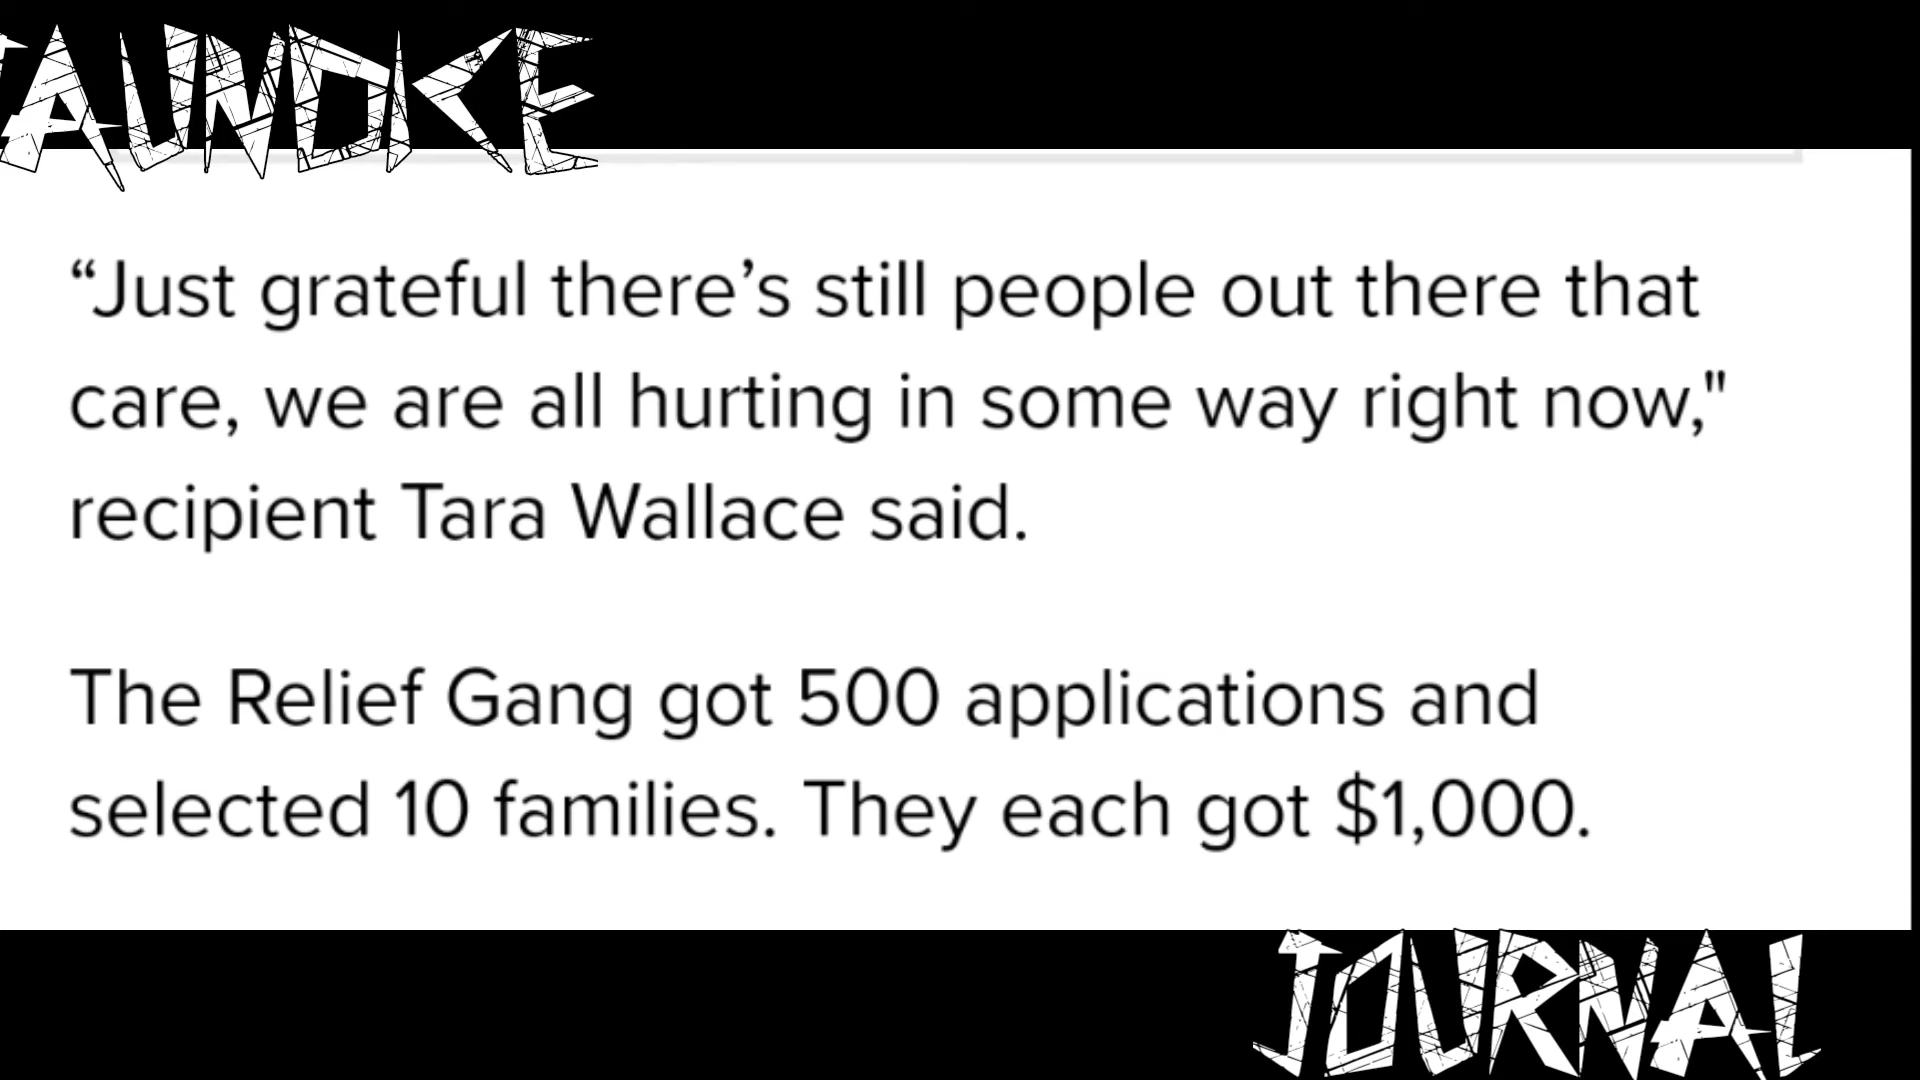 “Just grateful there’s still people out there that
care, we are all hurting in some way right now,"
recipient Tara Wallace said.
The Relief Gang got 500 applications and
selected 10 families. They each got $1,000.
JOURNAL